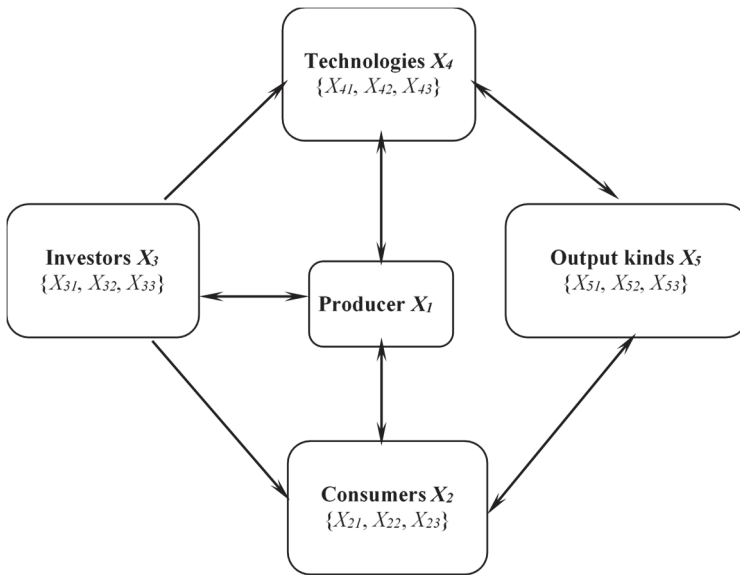 Technologies X4
{X41, X42, X43}
Investors X3
{X31, X32, X33}
Output kinds X5
{X51, X52, X53}
Producer X1
Consumers X2
{X21, X22, X23}